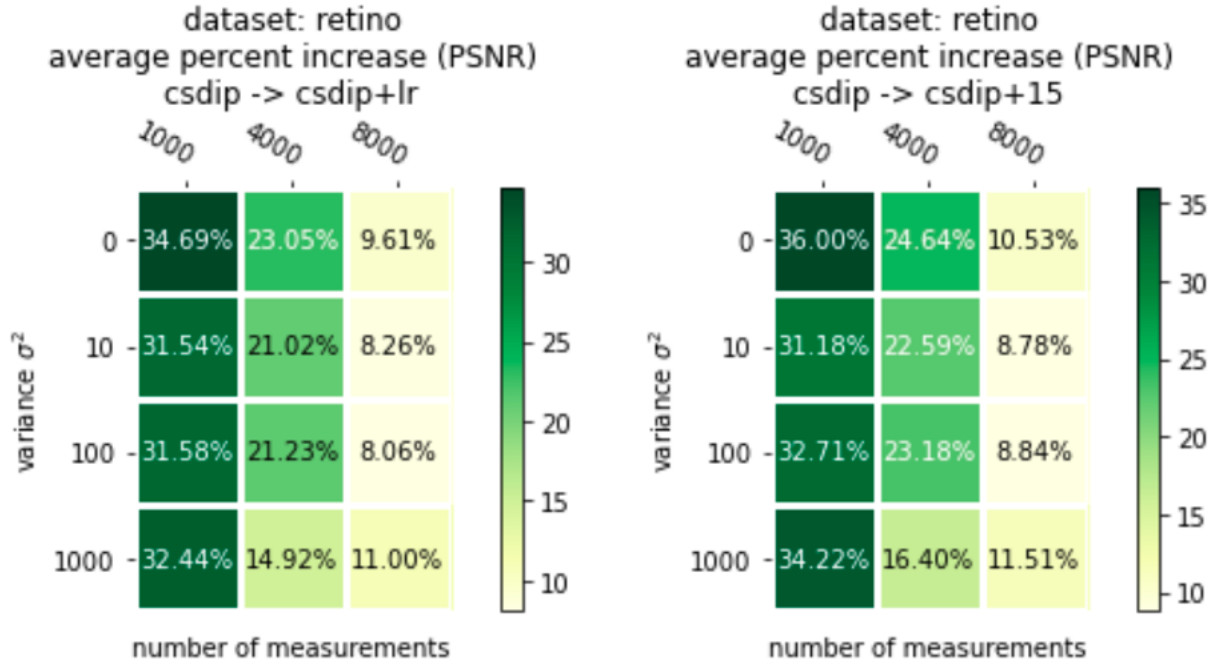 dataset: retino
average percent increase (PSNR)
csdip -> csdip+lr
1000 4000 8000
variance σ²
0 34.69% 23.05% 9.61%
10 31.54% 21.02% 8.26%
100 31.58% 21.23% 8.06%
1000 32.44% 14.92% 11.00%
number of measurements
30
25
20
15
10
dataset: retino
average percent increase (PSNR)
csdip -> csdip+15
1000 4000 8000
variance σ²
0 36.00% 24.64% 10.53%
10 31.18% 22.59% 8.78%
100 32.71% 23.18% 8.84%
1000 34.22% 16.40% 11.51%
number of measurements
35
30
25
20
15
10